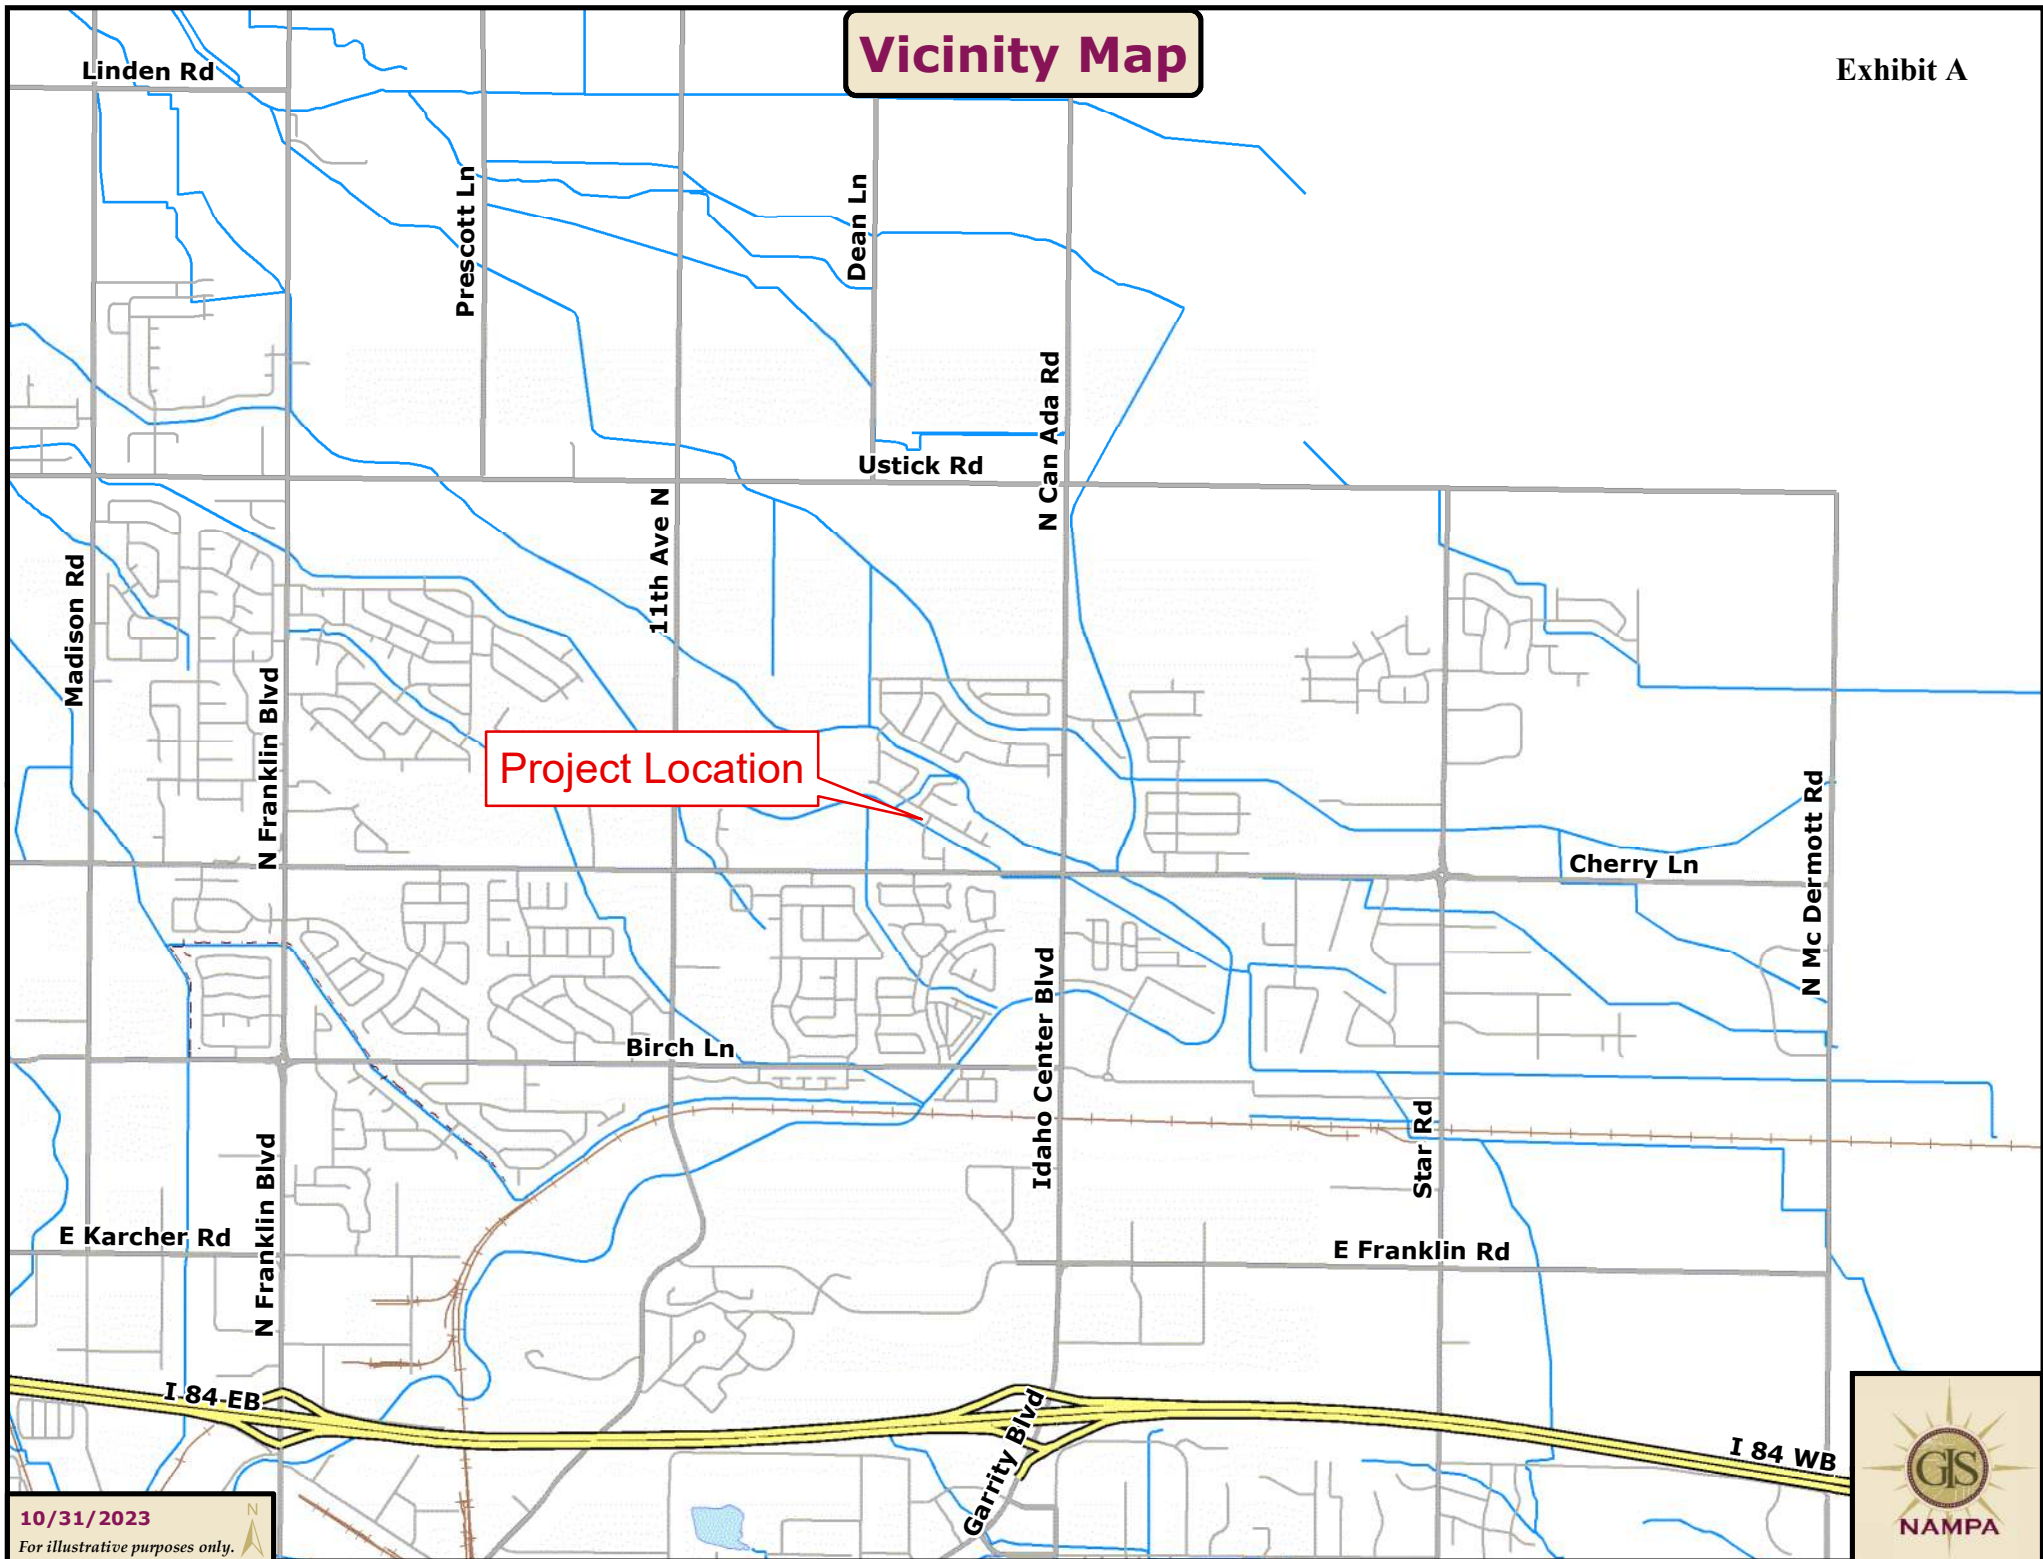 Vicinity Map
Exhibit A
Linden Rd
Prescott Ln
Dean Ln
N Can Ada Rd
Ustick Rd
11th Ave N
Madison Rd
N Franklin Blvd
Project Location
N Mc Dermott Rd
Cherry Ln
Idaho Center Blvd
Birch Ln
Star Rd
N Franklin Blvd
E Karcher Rd
E Franklin Rd
I 84 EB
Garrity Blvd
I 84 WB
10/31/2023
N
For illustrative purposes only.
GIS
NAMPA